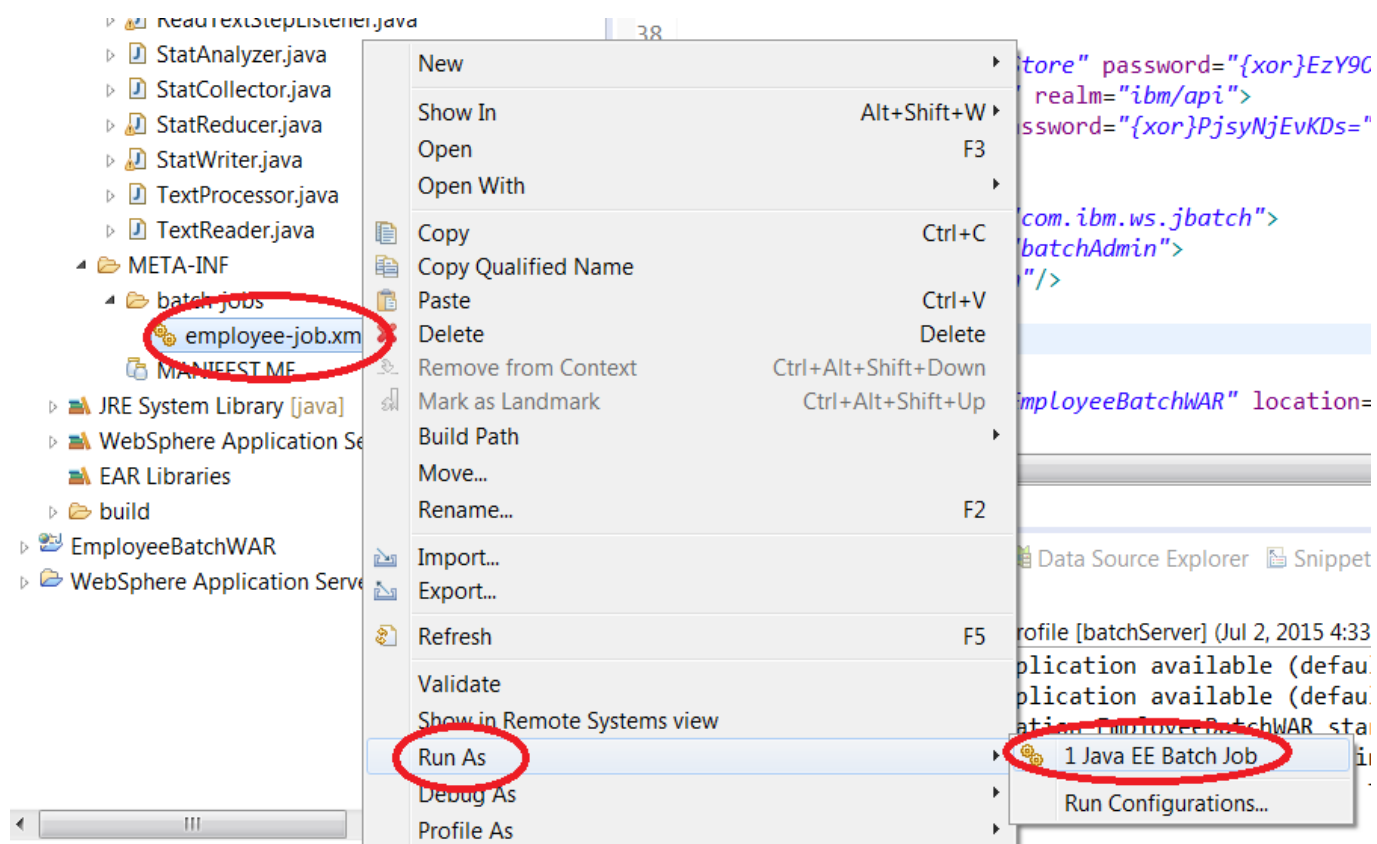 ReadTextStepListener.java
StatAnalyzer.java
StatCollector.java
StatReducer.java
StatWriter.java
TextProcessor.java
TextReader.java
META-INF
batch-jobs
employee-job.xm
MANIFEST.MF
JRE System Library [java]
WebSphere Application Se
EAR Libraries
build
EmployeeBatchWAR
WebSphere Application Serve
New
Show In Alt+Shift+W
Open F3
Open With
Copy Ctrl+C
Copy Qualified Name
Paste Ctrl+V
Delete Delete
Remove from Context Ctrl+Alt+Shift+Down
Mark as Landmark Ctrl+Alt+Shift+Up
Build Path
Move...
Rename... F2
Import...
Export...
Refresh F5
Validate
Show in Remote Systems view
Run As
Debug As
Profile As
1 Java EE Batch Job
Run Configurations...
38
tore" password="{xor}EzY9O
" realm="ibm/api">
ssword="{xor}PjsyNjEvKDs="
com.ibm.ws.jbatch">
batchAdmin">
"/>
mployeeBatchWAR" location=
Data Source Explorer Snippet
rofile [batchServer] (Jul 2, 2015 4:33
plication available (defau
plication available (defau
ation EmployeeBatchWAR sta